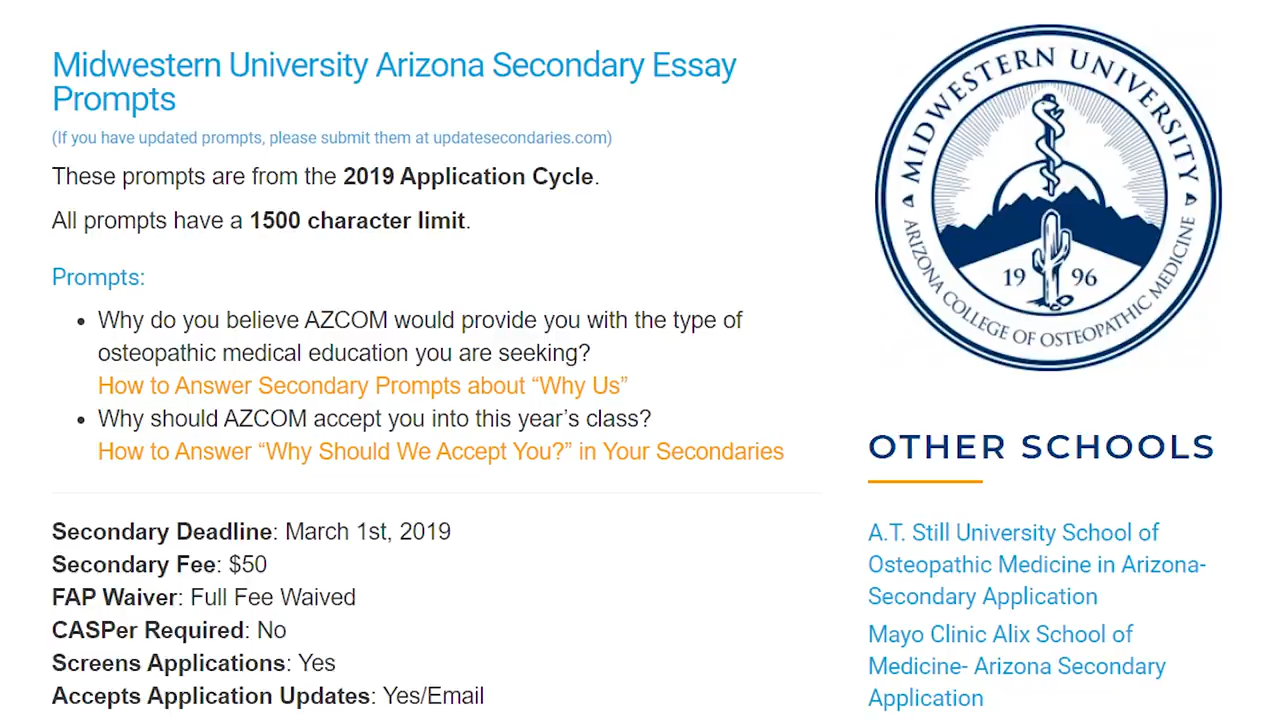 Midwestern University Arizona Secondary Essay
Prompts
(If you have updated prompts, please submit them at updatesecondaries.com)
These prompts are from the 2019 Application Cycle.
All prompts have a 1500 character limit.
Prompts:
• Why do you believe AZCOM would provide you with the type of
osteopathic medical education you are seeking?
How to Answer Secondary Prompts about “Why Us”
• Why should AZCOM accept you into this year’s class?
How to Answer “Why Should We Accept You?” in Your Secondaries
Secondary Deadline: March 1st, 2019
Secondary Fee: $50
FAP Waiver: Full Fee Waived
CASPer Required: No
Screens Applications: Yes
Accepts Application Updates: Yes/Email
MIDWESTERN UNIVERSITY
19 96
ARIZONA COLLEGE OF OSTEOPATHIC MEDICINE
OTHER SCHOOLS
A.T. Still University School of
Osteopathic Medicine in Arizona-
Secondary Application
Mayo Clinic Alix School of
Medicine- Arizona Secondary
Application